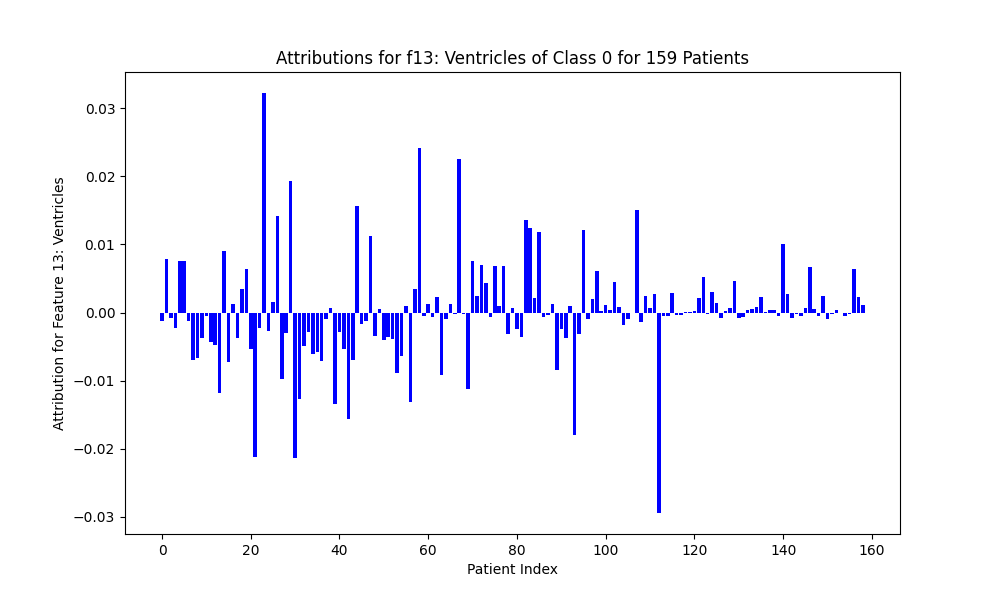 Attributions for f13: Ventricles of Class 0 for 159 Patients
Attribution for Feature 13: Ventricles
0.03
0.02
0.01
0.00
−0.01
−0.02
−0.03
0 20 40 60 80 100 120 140 160
Patient Index